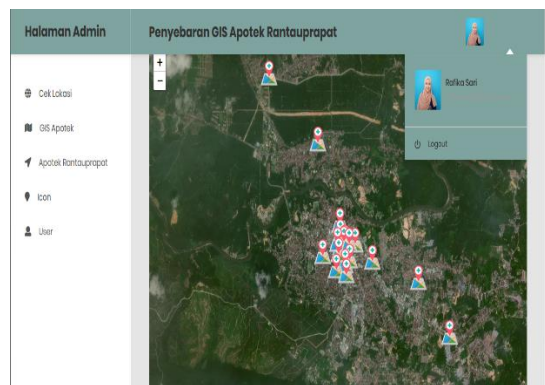 Halaman Admin
Penyebaran GIS Apotek Rantauprapat
+
-
Rafika Sari
Logout
Cek Lokasi
GIS Apotek
Apotek Rantauprapat
Icon
User